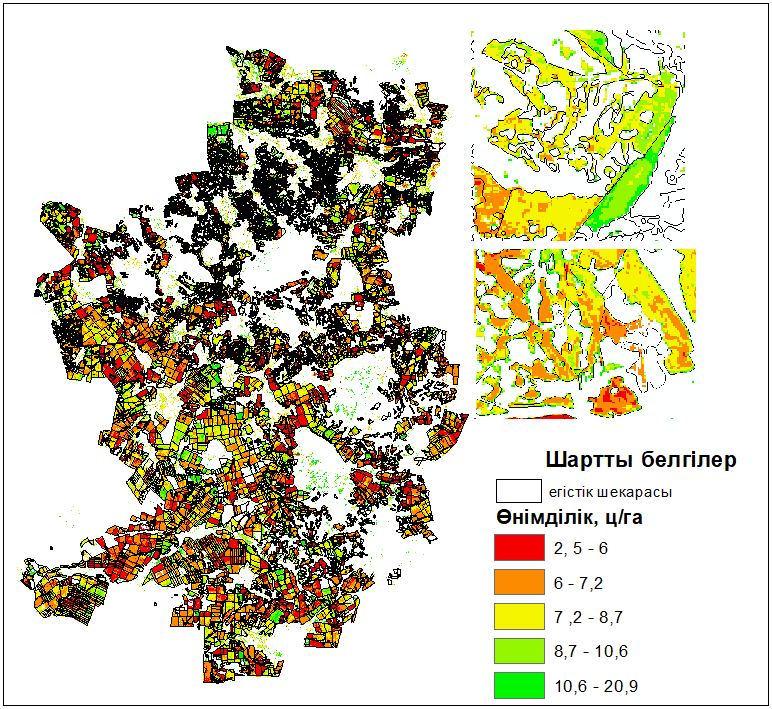 Шартты белгілер
егістік шекарасы
Өнімділік, ц/га
2, 5 - 6
6 - 7,2
7 ,2 - 8,7
8,7 - 10,6
10,6 - 20,9